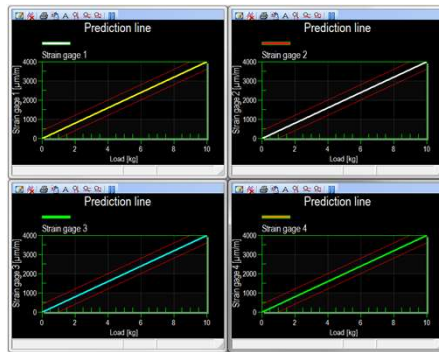 Prediction line
Strain gage 1
Strain gage 1 [µm/m]
4000
3000
2000
1000
0
0 2 4 6 8 10
Load [kg]
Prediction line
Strain gage 2
Strain gage 2 [µm/m]
4000
3000
2000
1000
0
0 2 4 6 8 10
Load [kg]
Prediction line
Strain gage 3
Strain gage 3 [µm/m]
4000
3000
2000
1000
0
0 2 4 6 8 10
Load [kg]
Prediction line
Strain gage 4
Strain gage 4 [µm/m]
4000
3000
2000
1000
0
0 2 4 6 8 10
Load [kg]